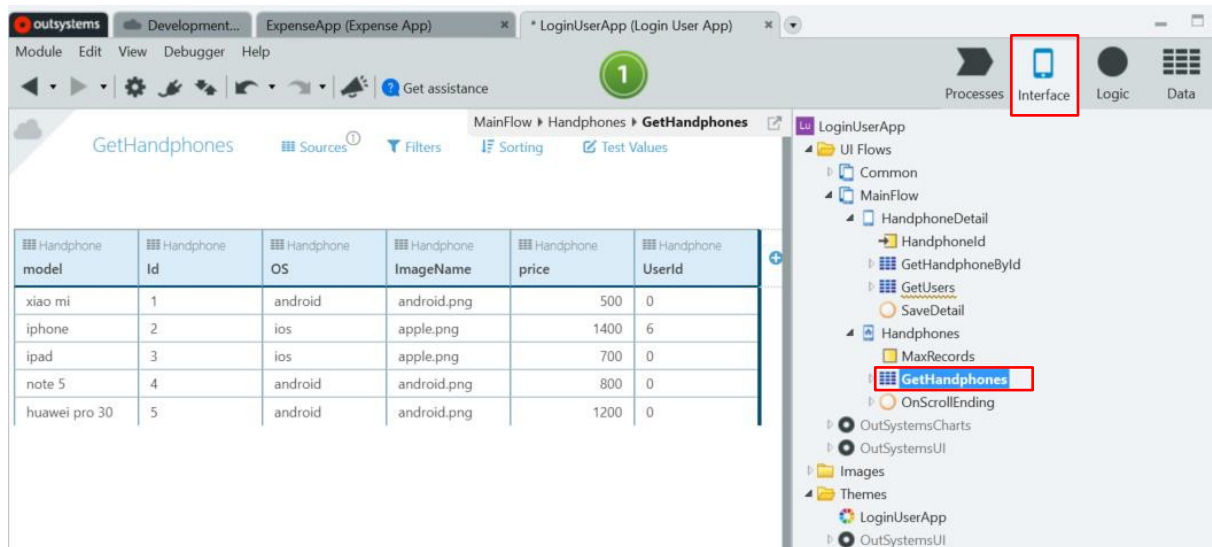 outsystems Development... ExpenseApp (Expense App) × * LoginUserApp (Login User App) ×
Module Edit View Debugger Help
1
? Get assistance
Processes Interface Logic Data
MainFlow Handphones GetHandphones
GetHandphones Sources 1 Filters Sorting Test Values
Handphone Handphone Handphone Handphone Handphone Handphone
model Id OS ImageName price UserId
xiao mi 1 android android.png 500 0
iphone 2 ios apple.png 1400 6
ipad 3 ios apple.png 700 0
note 5 4 android android.png 800 0
huawei pro 30 5 android android.png 1200 0
Lu LoginUserApp
UI Flows
Common
MainFlow
HandphoneDetail
HandphoneId
GetHandphoneById
GetUsers
SaveDetail
Handphones
MaxRecords
GetHandphones
OnScrollEnding
OutSystemsCharts
OutSystemsUI
Images
Themes
LoginUserApp
OutSystemsUI